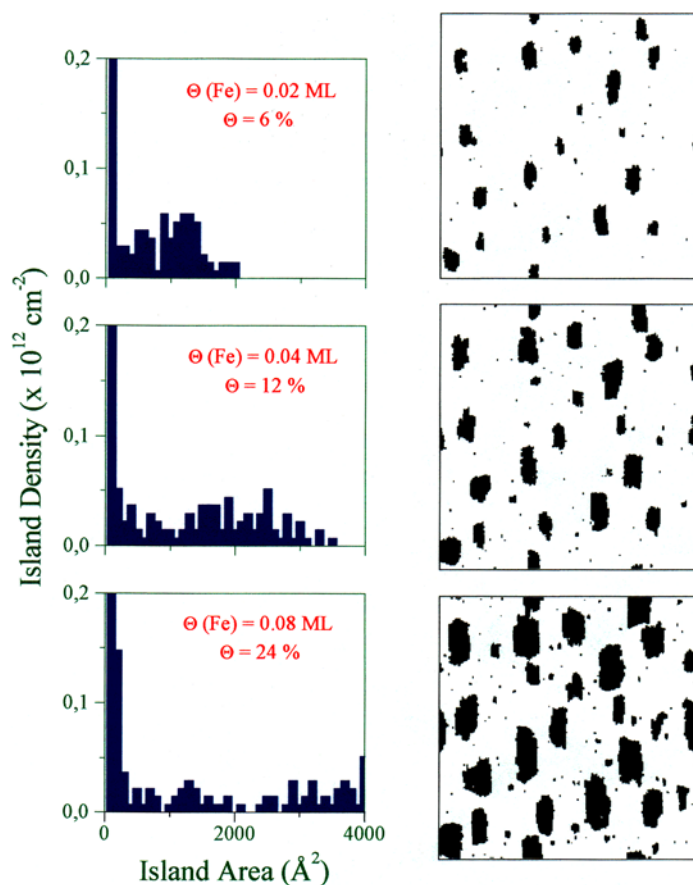 0,2
0,1
0,0
Θ (Fe) = 0.02 ML
Θ = 6 %
0,2
0,1
0,0
Θ (Fe) = 0.04 ML
Θ = 12 %
0,2
0,1
0,0
Θ (Fe) = 0.08 ML
Θ = 24 %
0
2000
4000
Island Density (x 10¹² cm⁻²)
Island Area (Å²)